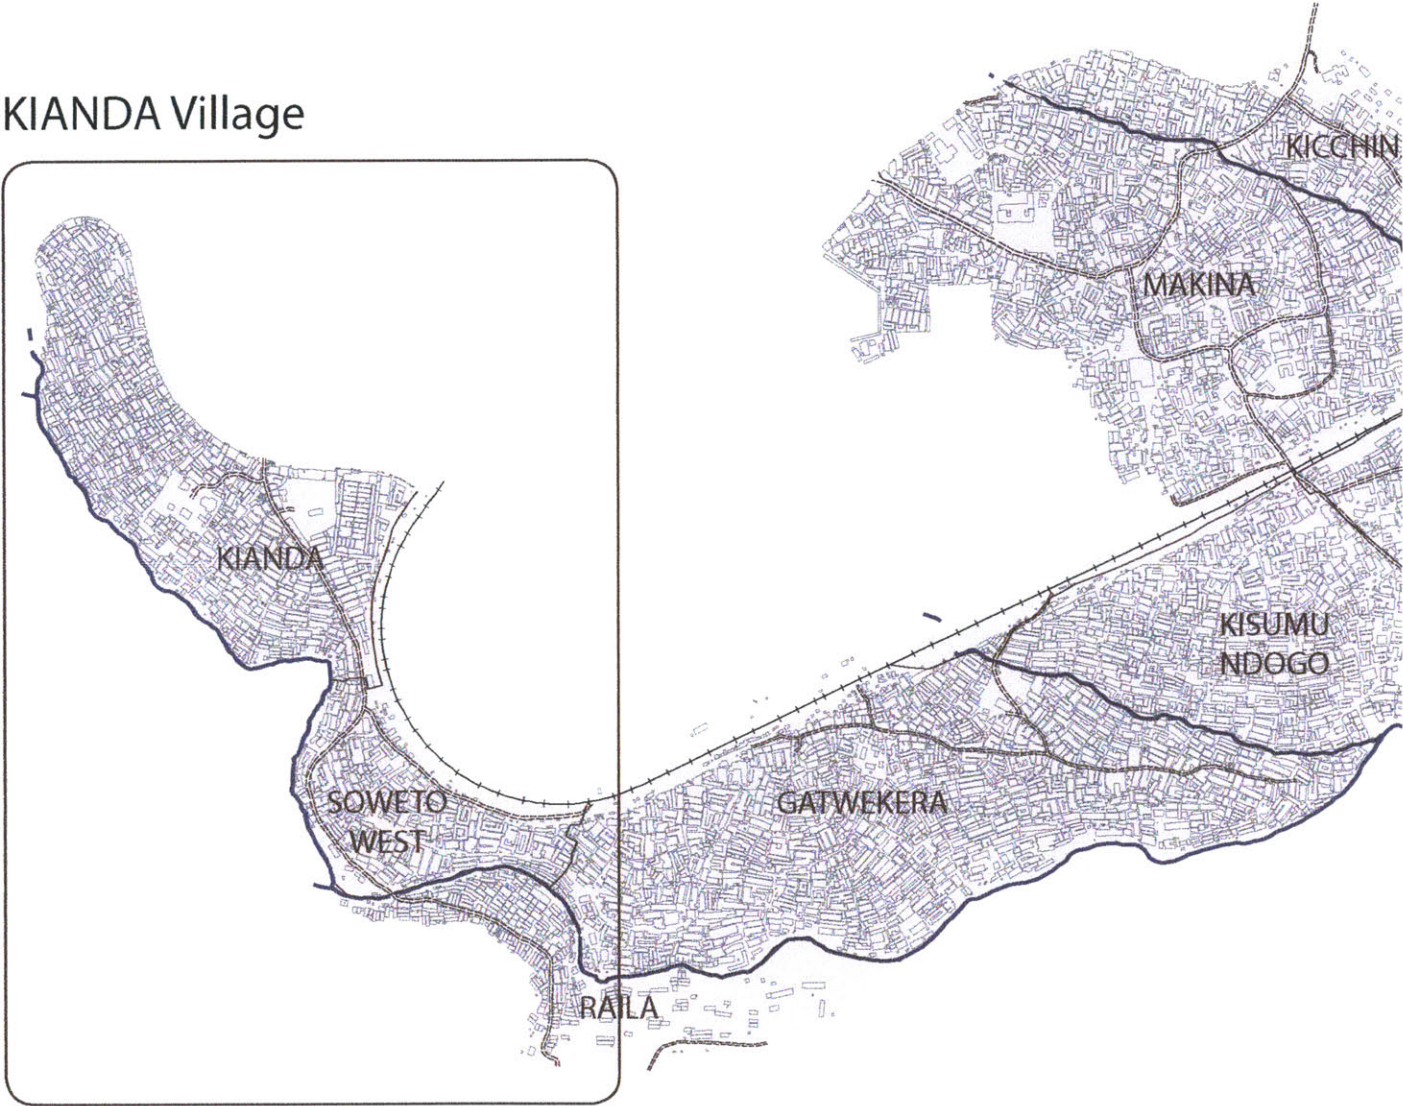 KIANDA Village
KICCHIN
MAKINA
KIANDA
KISUMU
NDOGO
SOWETO
WEST
GATWEKERA
RAILA